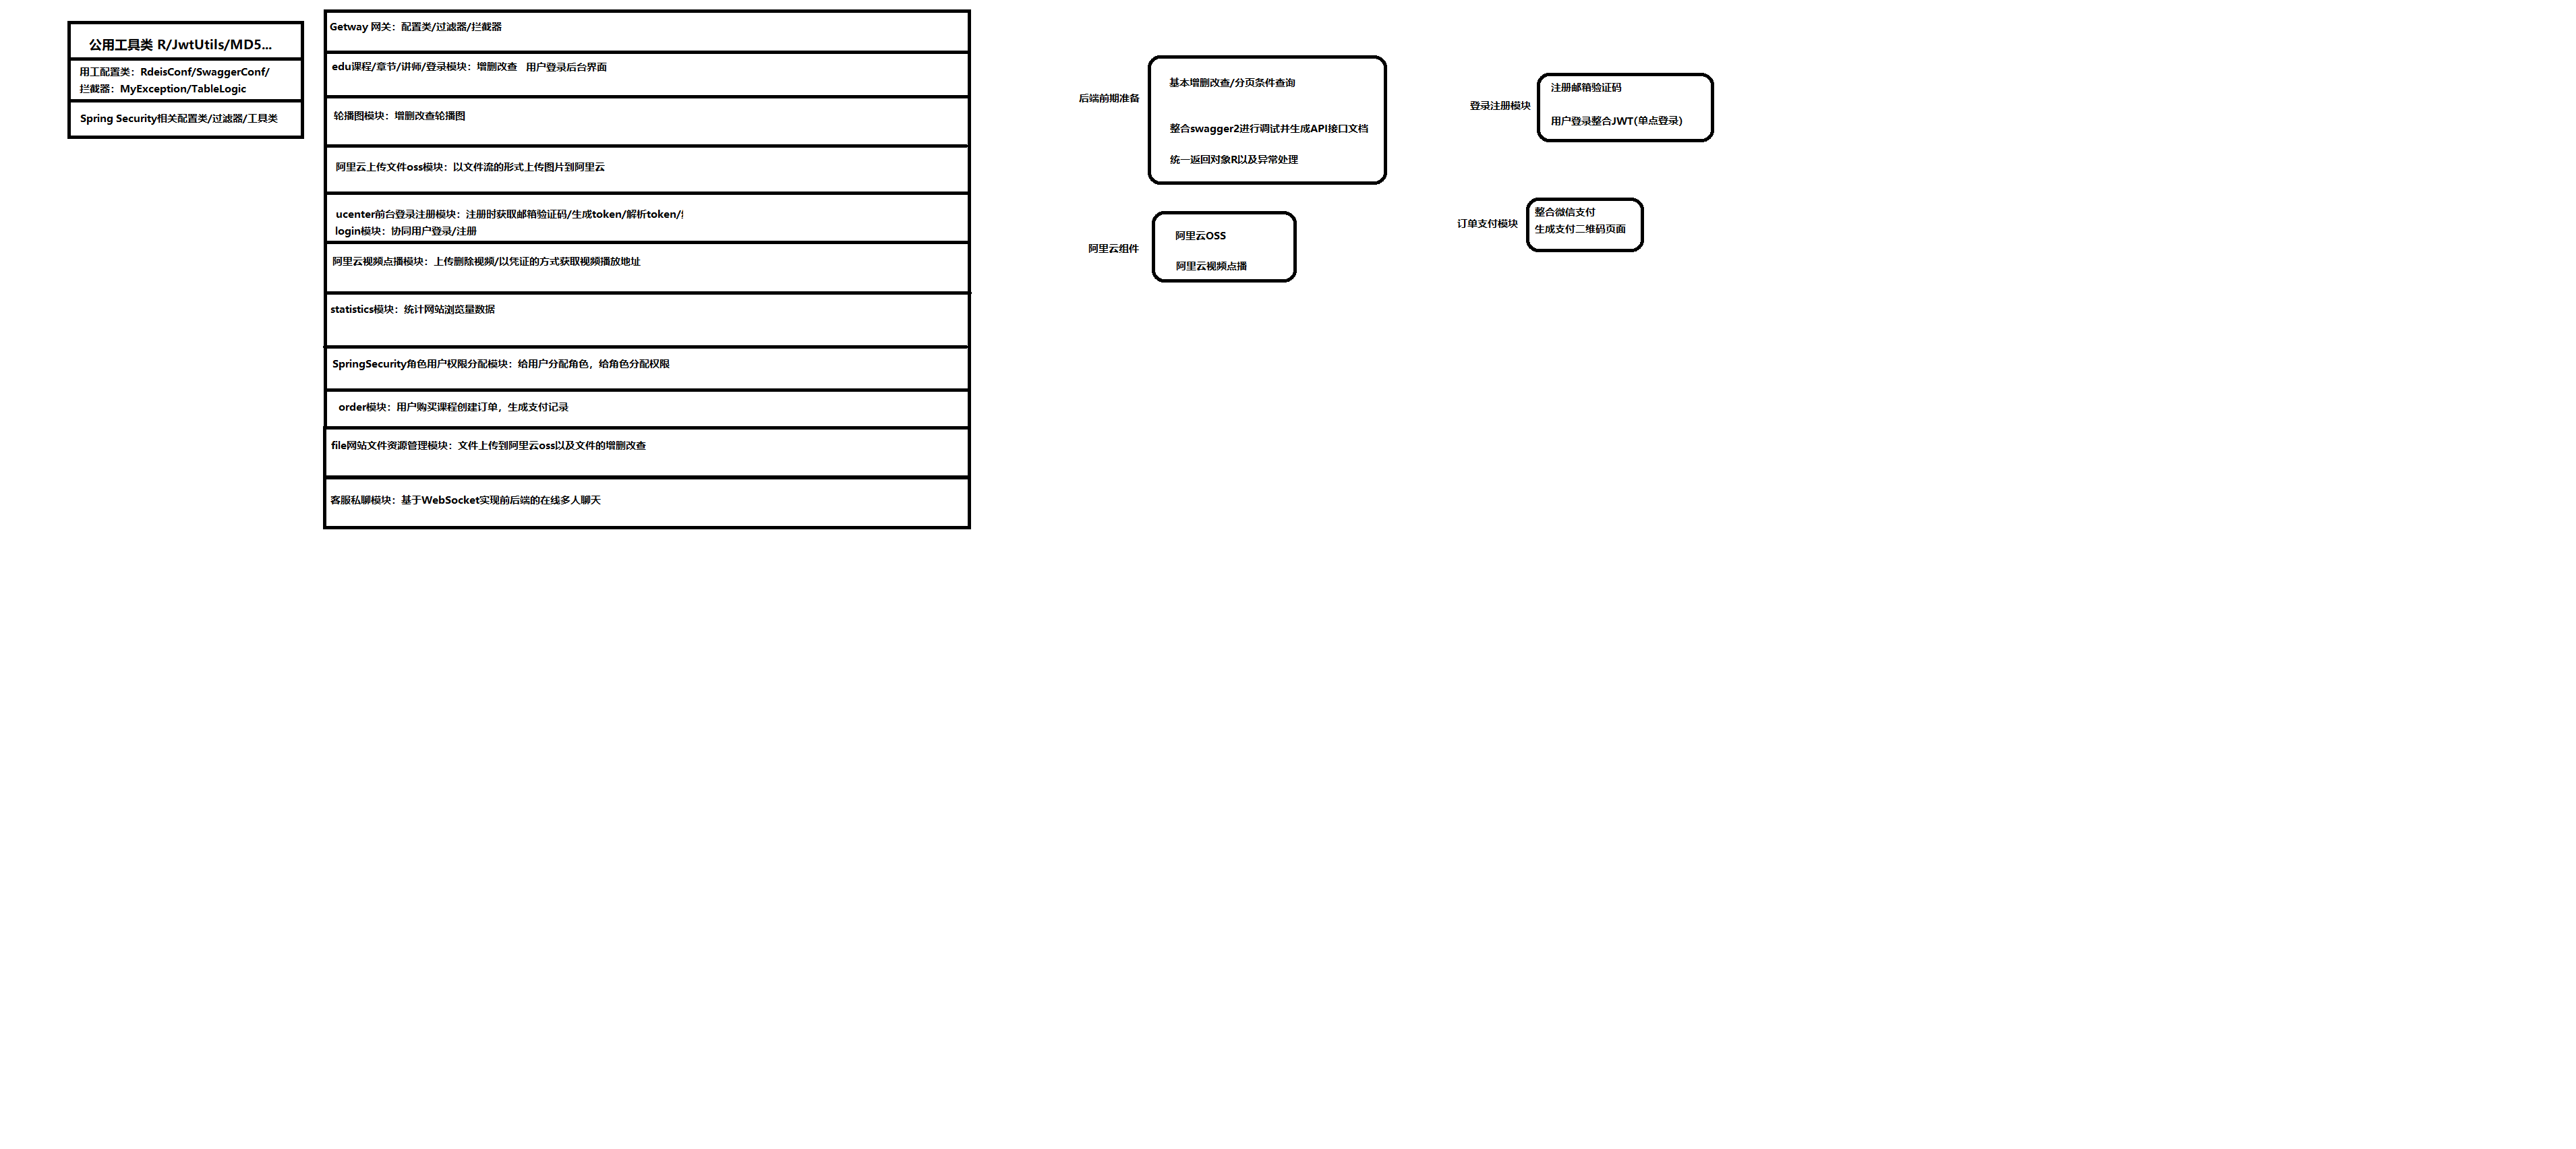 公用工具类 R/JwtUtils/MD5...
用工配置类：RdeisConf/SwaggerConf/
拦截器：MyException/TableLogic
Spring Security相关配置类/过滤器/工具类
Getway 网关：配置类/过滤器/拦截器
edu课程/章节/讲师/登录模块：增删改查 用户登录后台界面
轮播图模块：增删改查轮播图
阿里云上传文件oss模块：以文件流的形式上传图片到阿里云
ucenter前台登录注册模块：注册时获取邮箱验证码/生成token/解析token/
login模块：协同用户登录/注册
阿里云视频点播模块：上传删除视频/以凭证的方式获取视频播放地址
statistics模块：统计网站浏览量数据
SpringSecurity角色用户权限分配模块：给用户分配角色，给角色分配权限
order模块：用户购买课程创建订单，生成支付记录
file网站文件资源管理模块：文件上传到阿里云oss以及文件的增删改查
客服私聊模块：基于WebSocket实现前后端的在线多人聊天
后端前期准备
基本增删改查/分页条件查询
整合swagger2进行调试并生成API接口文档
统一返回对象R以及异常处理
阿里云组件
阿里云OSS
阿里云视频点播
登录注册模块
注册邮箱验证码
用户登录整合JWT(单点登录)
订单支付模块
整合微信支付
生成支付二维码页面